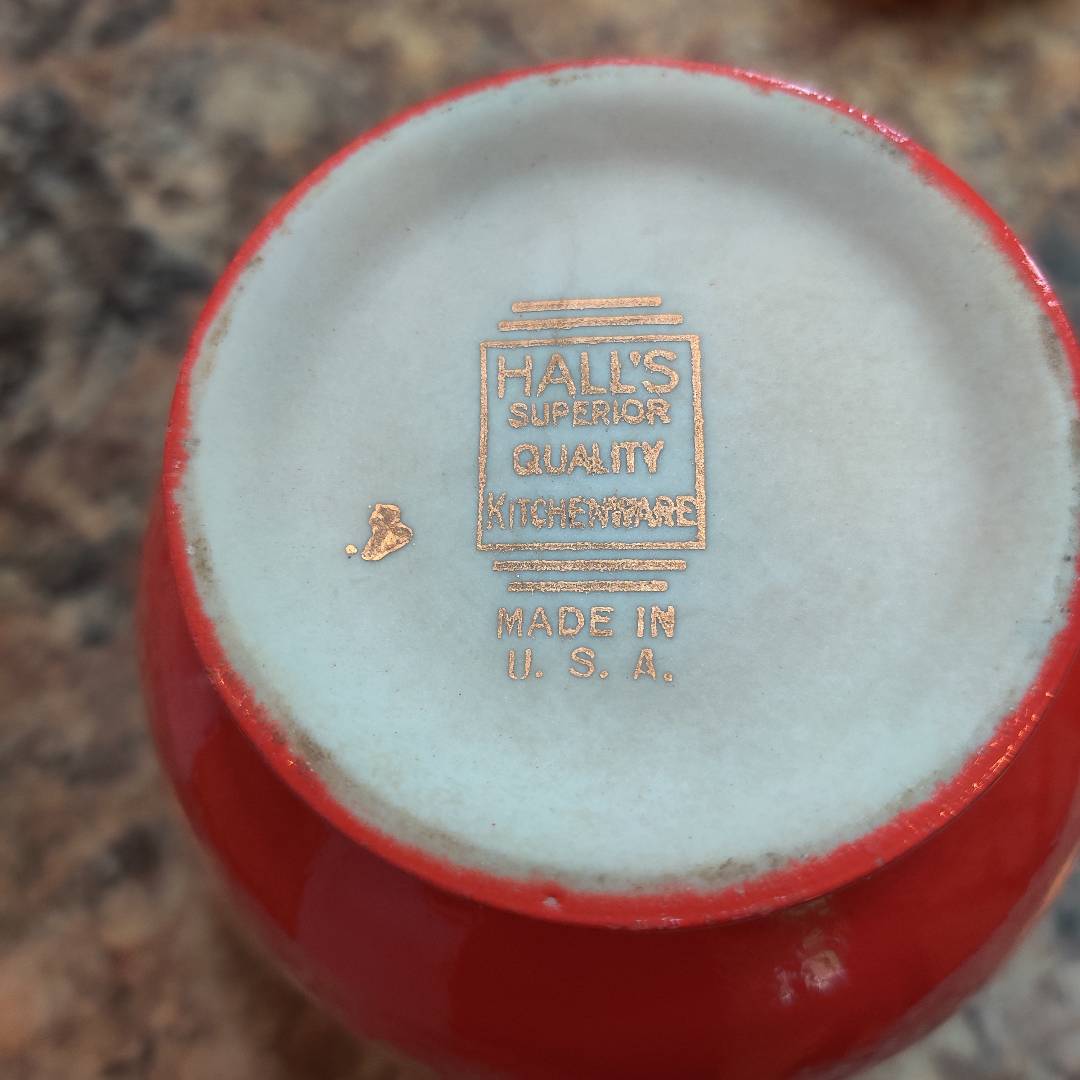 HALL'S
SUPERIOR
QUALITY
KITCHENWARE
MADE IN
U. S. A.